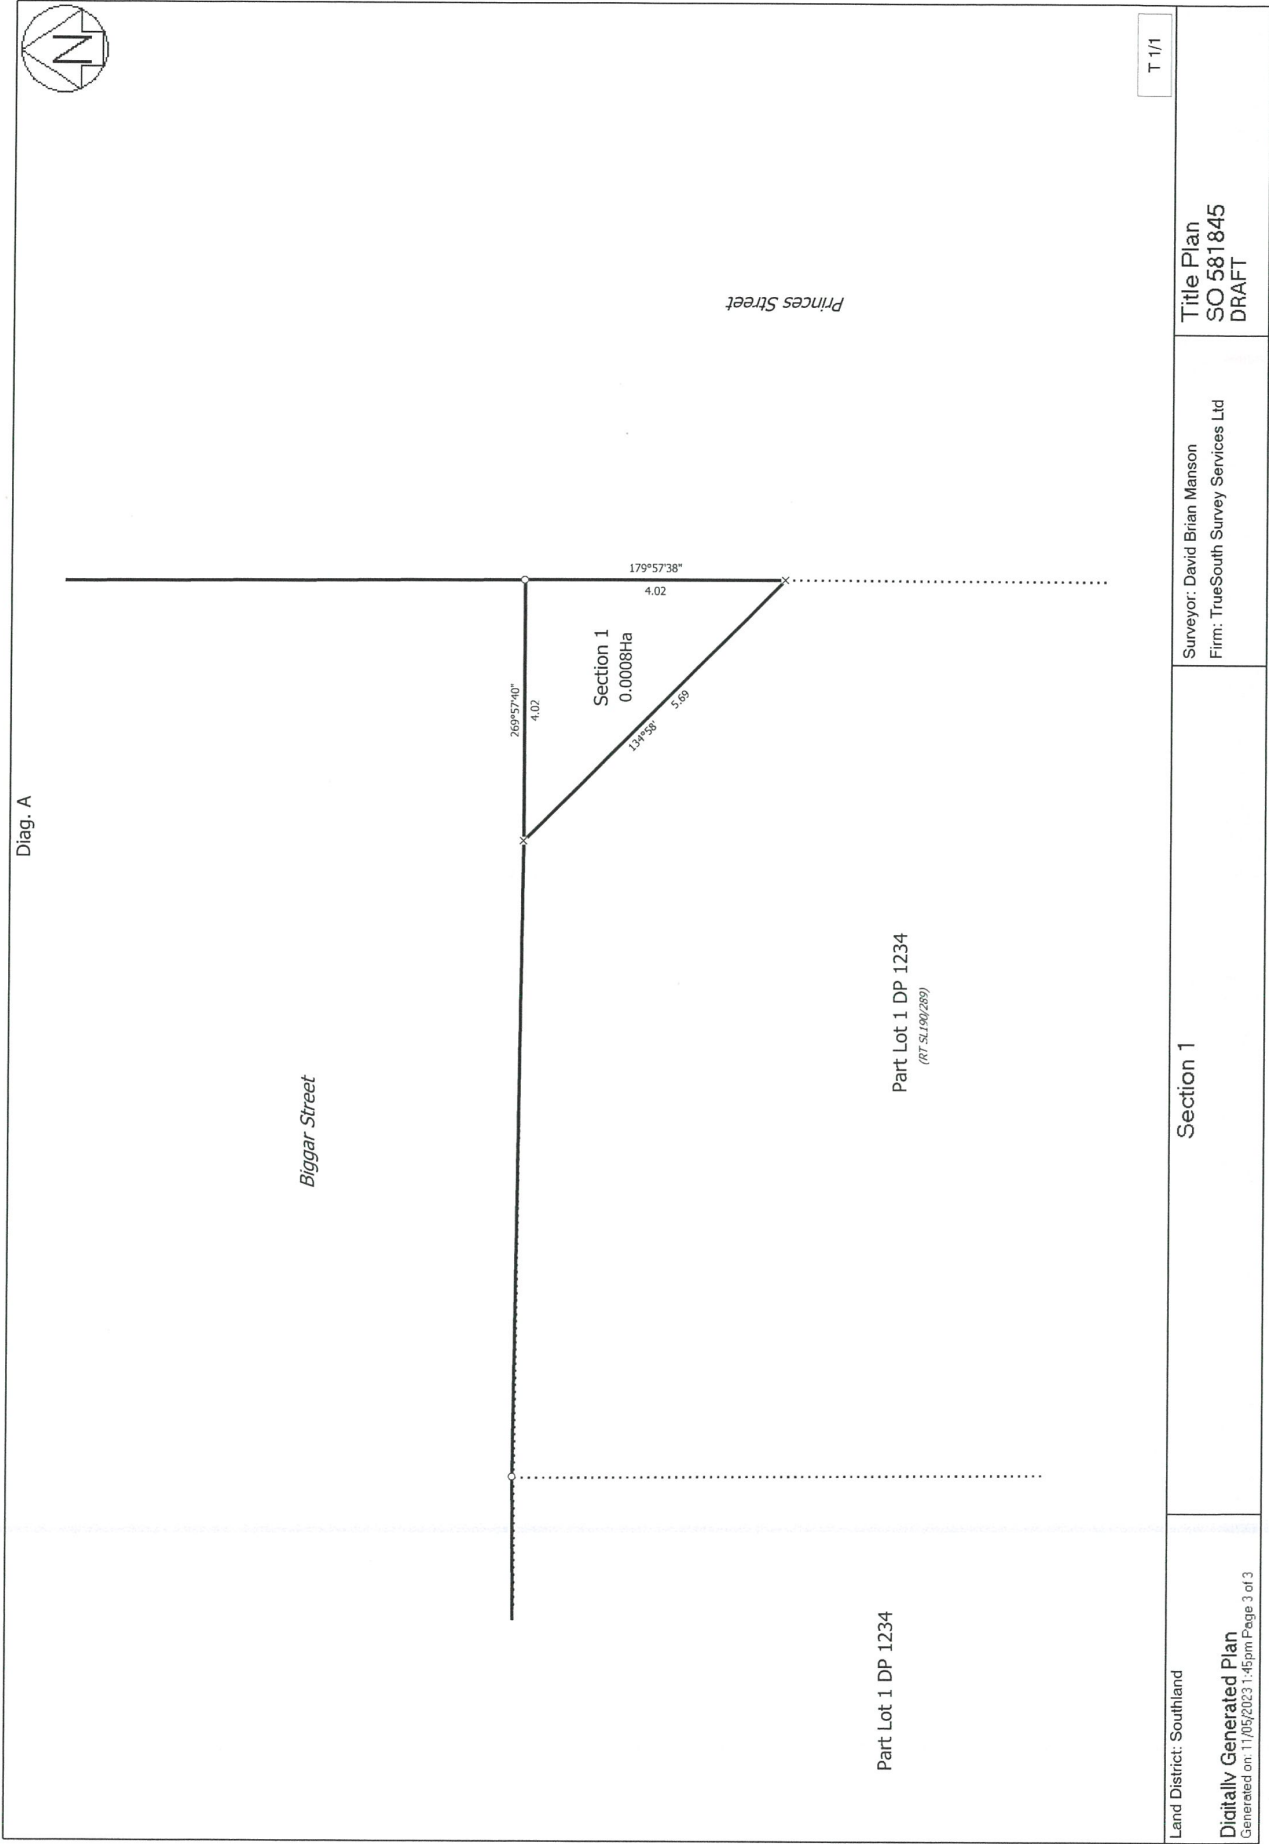 Diag. A
N
Biggar Street
Princes Street
269°57'40"
4.02
179°57'38"
4.02
Section 1
0.0008Ha
134°58'
5.69
Part Lot 1 DP 1234
(RT SL190/289)
Part Lot 1 DP 1234
T 1/1
Land District: Southland
Digitally Generated Plan
Generated on: 11/05/2023 1:45pm Page 3 of 3
Section 1
Surveyor: David Brian Manson
Firm: TrueSouth Survey Services Ltd
Title Plan
SO 581845
DRAFT